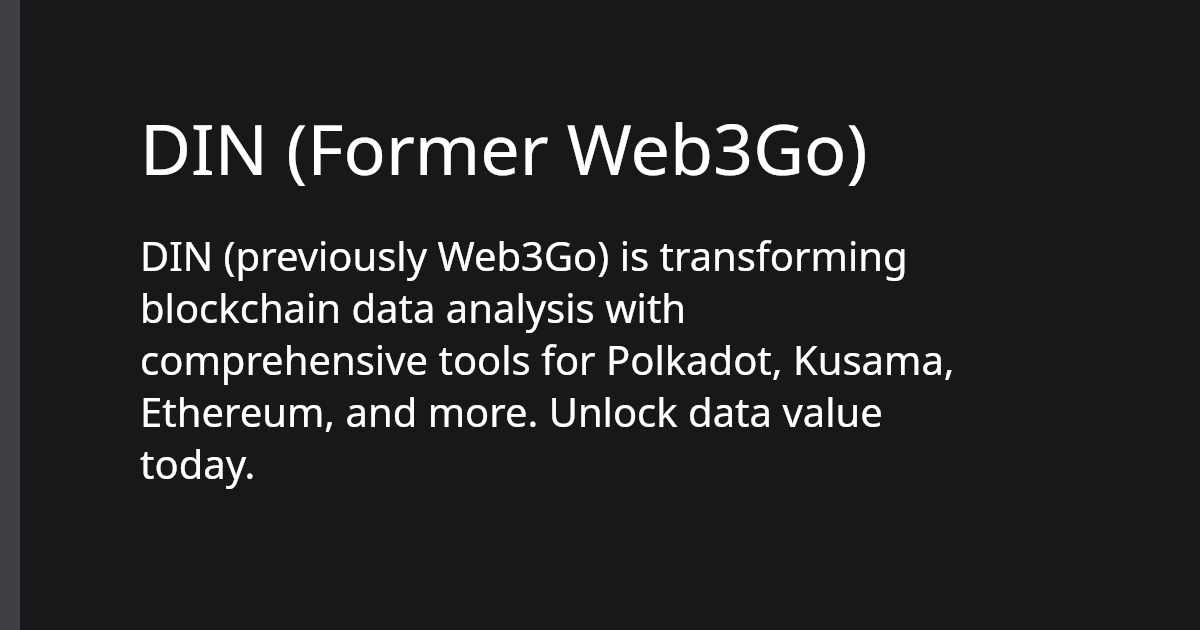 DIN (Former Web3Go)
DIN (previously Web3Go) is transforming
blockchain data analysis with
comprehensive tools for Polkadot, Kusama,
Ethereum, and more. Unlock data value
today.